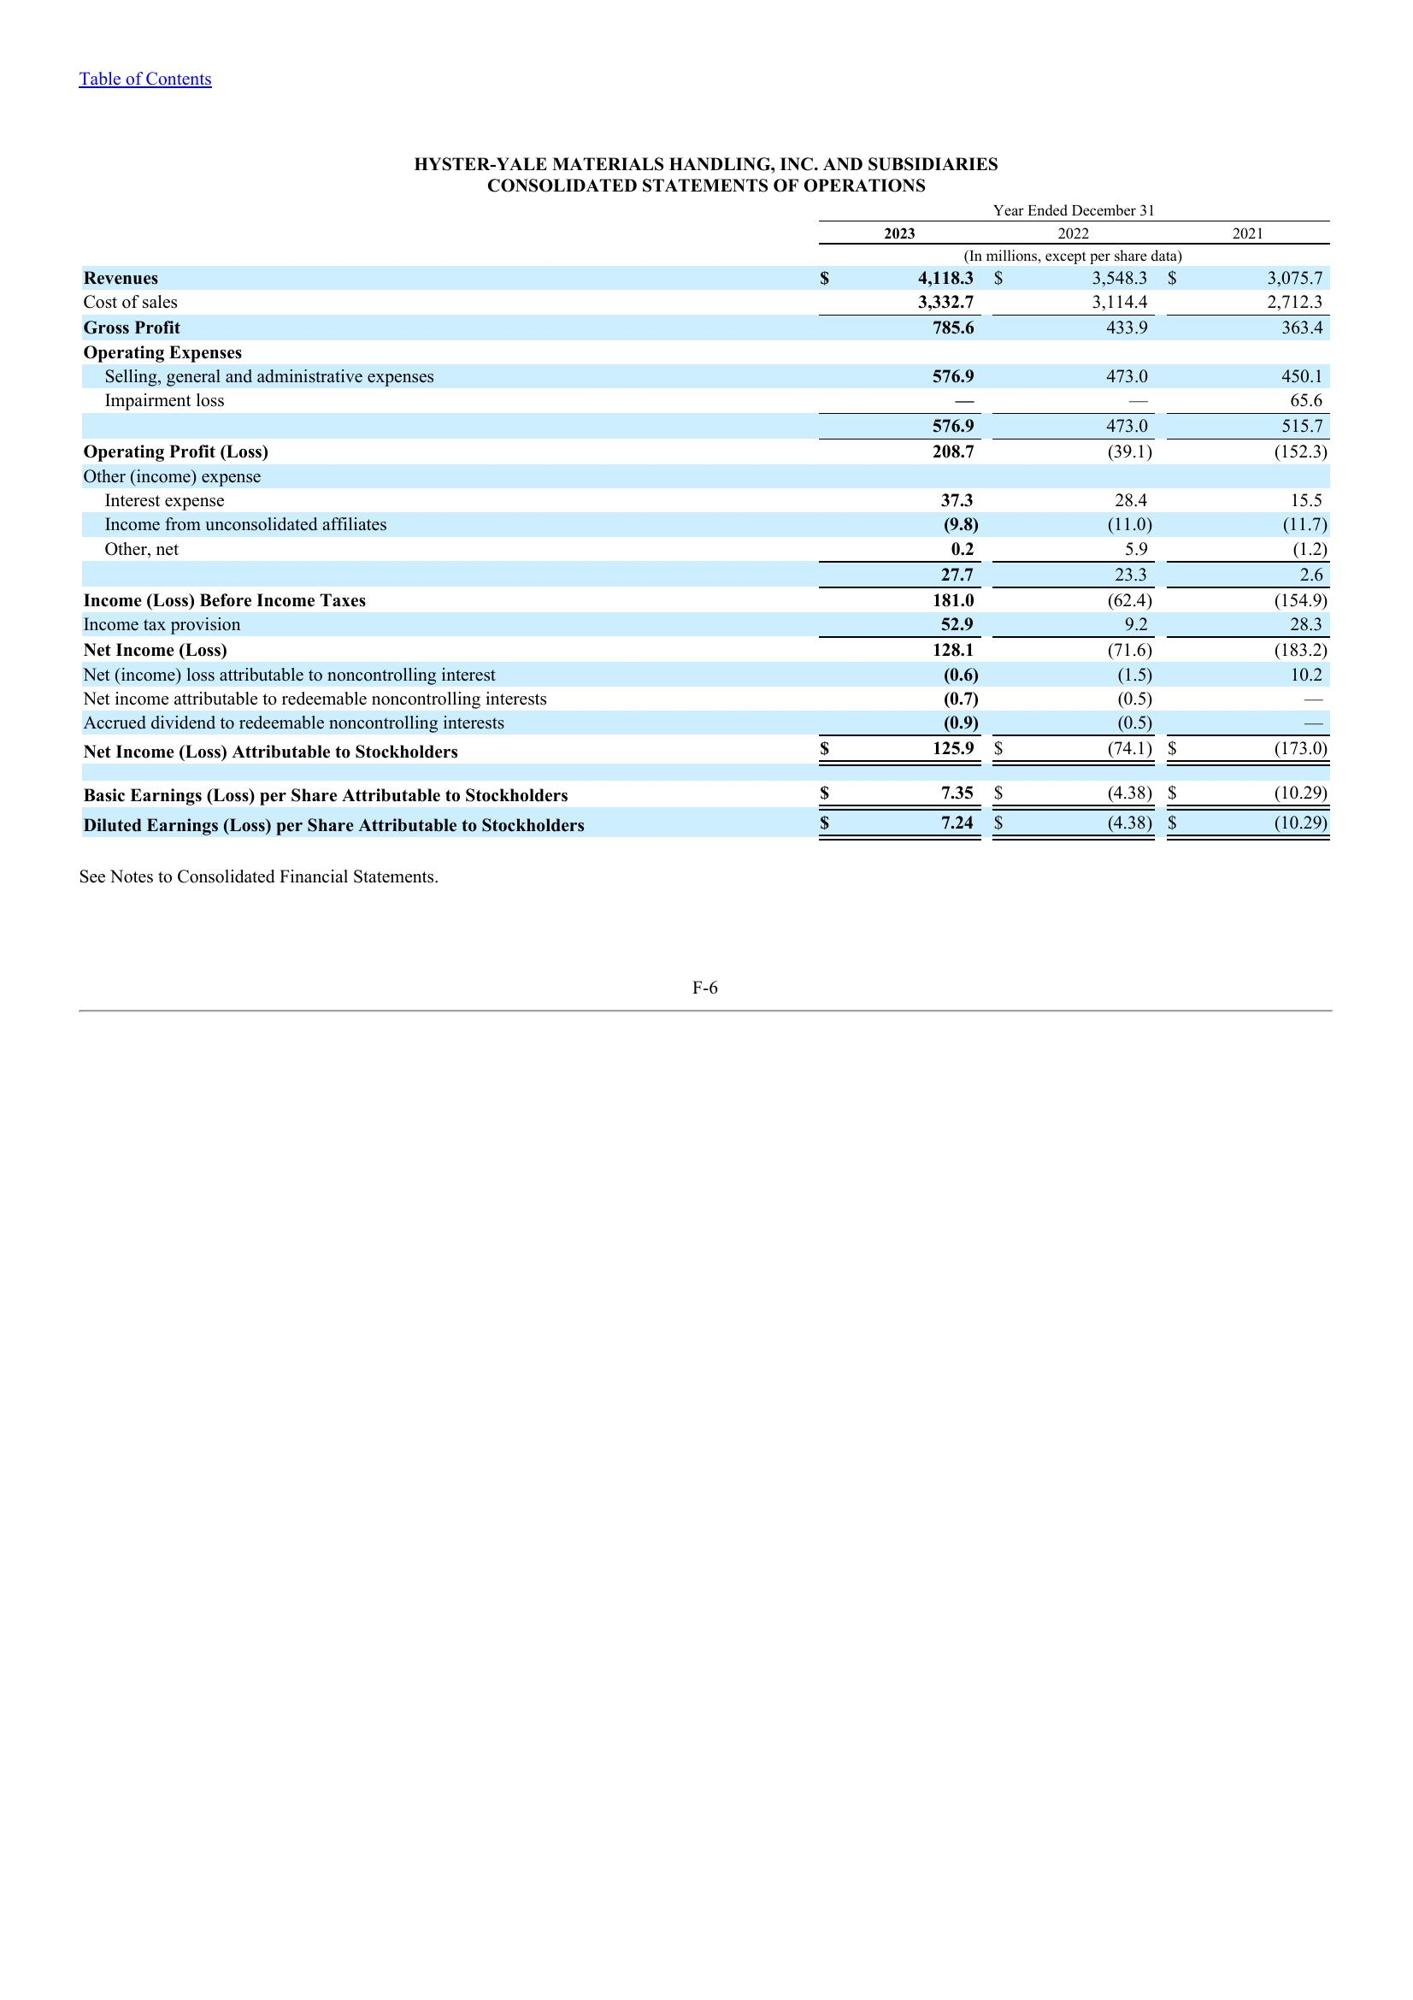 Table of Contents
HYSTER-YALE MATERIALS HANDLING, INC. AND SUBSIDIARIES
CONSOLIDATED STATEMENTS OF OPERATIONS
Year Ended December 31
2023 2022 2021
(In millions, except per share data)
Revenues $ 4,118.3 $ 3,548.3 $ 3,075.7
Cost of sales 3,332.7 3,114.4 2,712.3
Gross Profit 785.6 433.9 363.4
Operating Expenses
Selling, general and administrative expenses 576.9 473.0 450.1
Impairment loss — — 65.6
576.9 473.0 515.7
Operating Profit (Loss) 208.7 (39.1) (152.3)
Other (income) expense
Interest expense 37.3 28.4 15.5
Income from unconsolidated affiliates (9.8) (11.0) (11.7)
Other, net 0.2 5.9 (1.2)
27.7 23.3 2.6
Income (Loss) Before Income Taxes 181.0 (62.4) (154.9)
Income tax provision 52.9 9.2 28.3
Net Income (Loss) 128.1 (71.6) (183.2)
Net (income) loss attributable to noncontrolling interest (0.6) (1.5) 10.2
Net income attributable to redeemable noncontrolling interests (0.7) (0.5) —
Accrued dividend to redeemable noncontrolling interests (0.9) (0.5) —
Net Income (Loss) Attributable to Stockholders $ 125.9 $ (74.1) $ (173.0)
Basic Earnings (Loss) per Share Attributable to Stockholders $ 7.35 $ (4.38) $ (10.29)
Diluted Earnings (Loss) per Share Attributable to Stockholders $ 7.24 $ (4.38) $ (10.29)
See Notes to Consolidated Financial Statements.
F-6